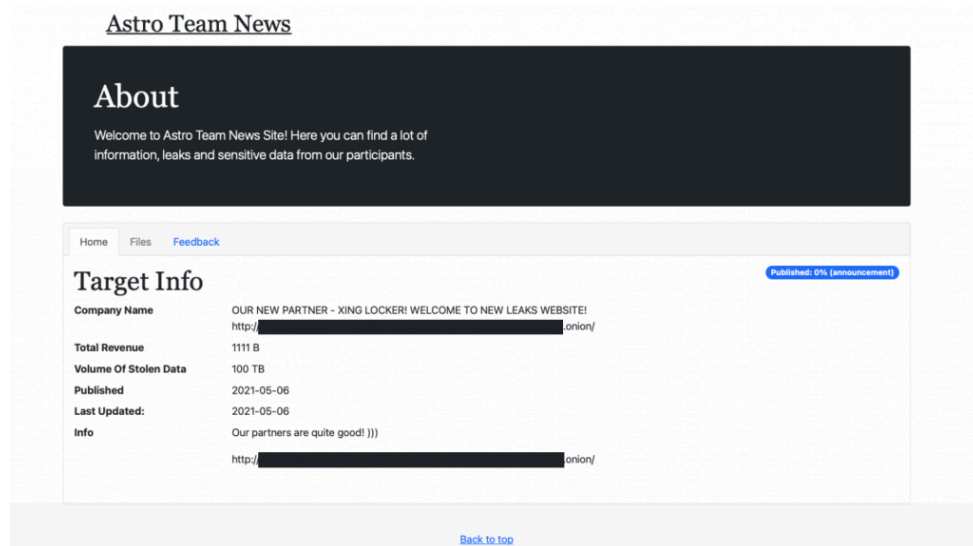 Astro Team News
About
Welcome to Astro Team News Site! Here you can find a lot of
information, leaks and sensitive data from our participants.
Home Files Feedback
Target Info
Published: 0% (announcement)
Company Name OUR NEW PARTNER - XING LOCKER! WELCOME TO NEW LEAKS WEBSITE!
http:// .onion/
Total Revenue 1111 B
Volume Of Stolen Data 100 TB
Published 2021-05-06
Last Updated: 2021-05-06
Info Our partners are quite good! )))
http:// .onion/
Back to top